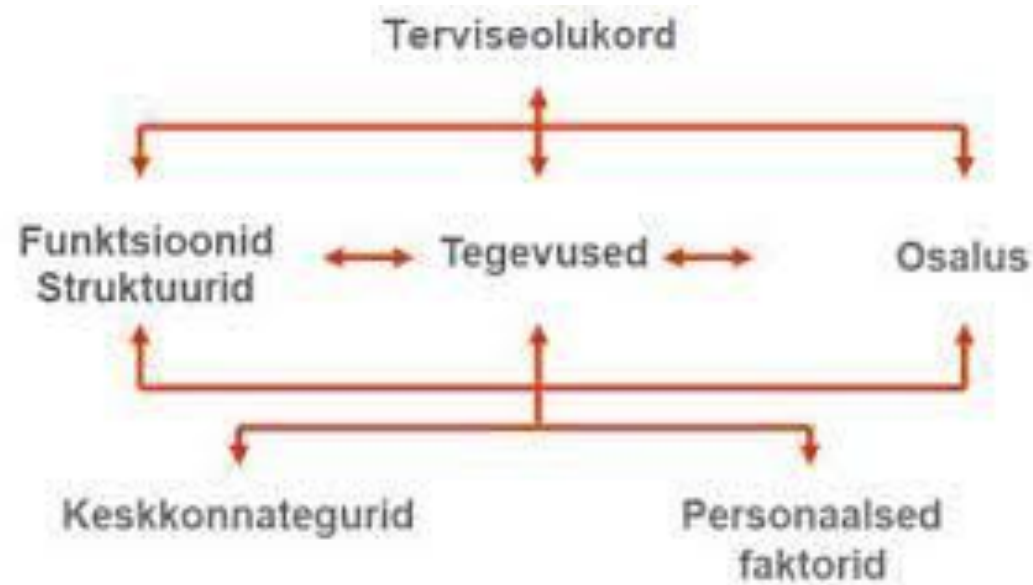 Terviseolukord
Funktsioonid
Struktuurid
Tegevused
Osalus
Keskkonnategurid
Personaalsed
faktorid